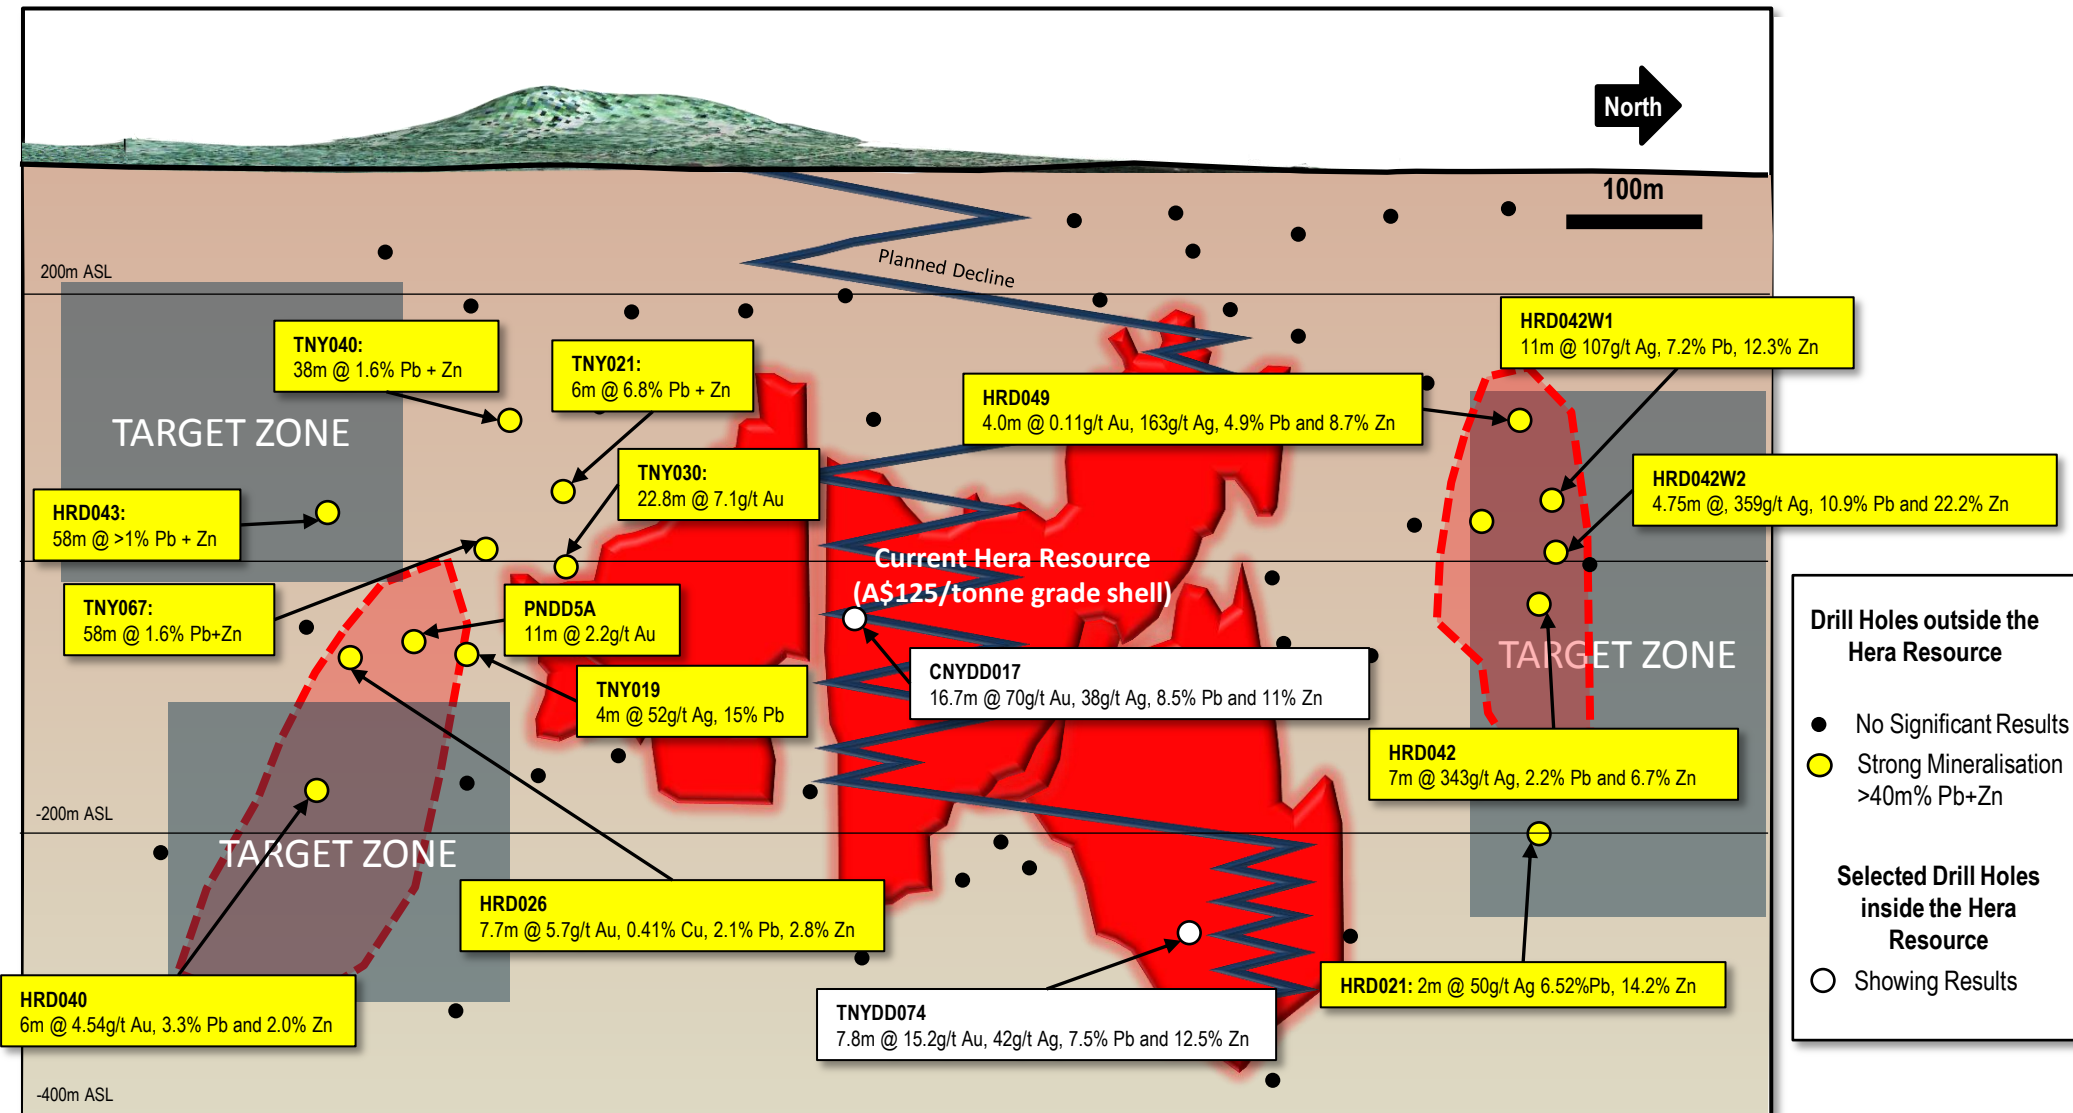 North
100m
Planned Decline
200m ASL
HRD042W1
11m @ 107g/t Ag, 7.2% Pb, 12.3% Zn
TNY040:
38m @ 1.6% Pb + Zn
TNY021:
6m @ 6.8% Pb + Zn
HRD049
4.0m @ 0.11g/t Au, 163g/t Ag, 4.9% Pb and 8.7% Zn
TARGET ZONE
TNY030:
22.8m @ 7.1g/t Au
HRD042W2
4.75m @, 359g/t Ag, 10.9% Pb and 22.2% Zn
HRD043:
58m @ >1% Pb + Zn
Current Hera Resource
(A$125/tonne grade shell)
TNY067:
58m @ 1.6% Pb+Zn
PNDD5A
11m @ 2.2g/t Au
TARGET ZONE
CNYDD017
16.7m @ 70g/t Au, 38g/t Ag, 8.5% Pb and 11% Zn
TNY019
4m @ 52g/t Ag, 15% Pb
HRD042
7m @ 343g/t Ag, 2.2% Pb and 6.7% Zn
-200m ASL
TARGET ZONE
HRD026
7.7m @ 5.7g/t Au, 0.41% Cu, 2.1% Pb, 2.8% Zn
HRD021: 2m @ 50g/t Ag 6.52%Pb, 14.2% Zn
HRD040
6m @ 4.54g/t Au, 3.3% Pb and 2.0% Zn
TNYDD074
7.8m @ 15.2g/t Au, 42g/t Ag, 7.5% Pb and 12.5% Zn
-400m ASL
Drill Holes outside the
Hera Resource
No Significant Results
Strong Mineralisation
>40m% Pb+Zn
Selected Drill Holes
inside the Hera
Resource
Showing Results